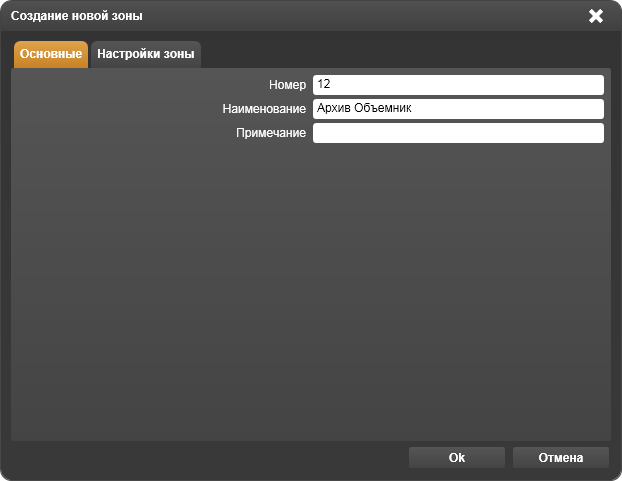 Создание новой зоны
Основные Настройки зоны
Номер 12
Наименование Архив Объемник
Примечание
Ok Отмена